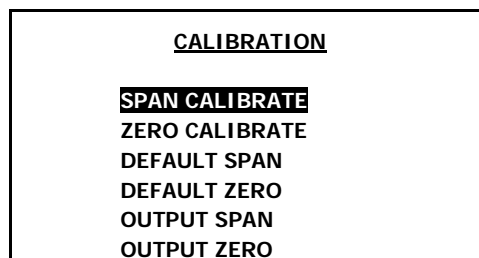 CALIBRATION
SPAN CALIBRATE
ZERO CALIBRATE
DEFAULT SPAN
DEFAULT ZERO
OUTPUT SPAN
OUTPUT ZERO